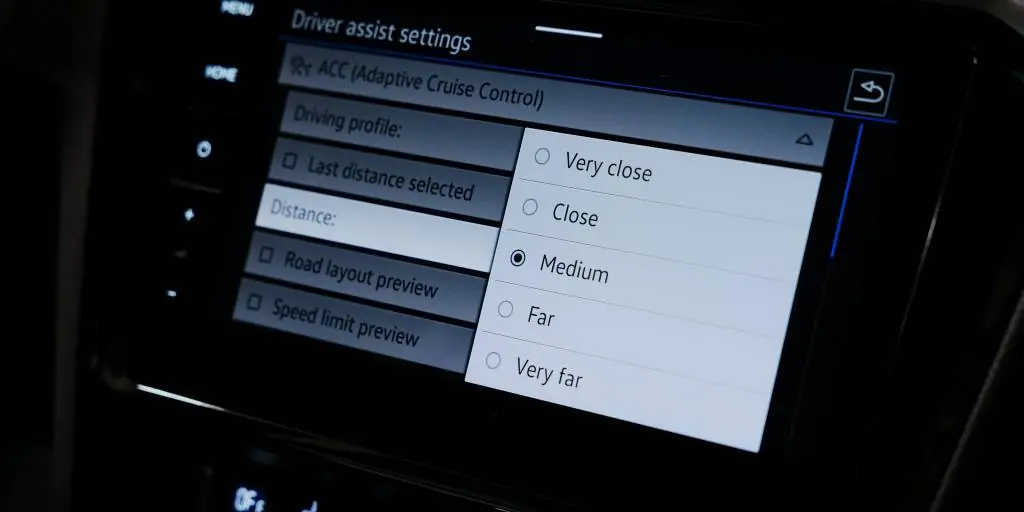 MENU
HOME
Driver assist settings
ACC (Adaptive Cruise Control)
Driving profile:
Last distance selected
Distance:
Road layout preview
Speed limit preview
Very close
Close
Medium
Far
Very far